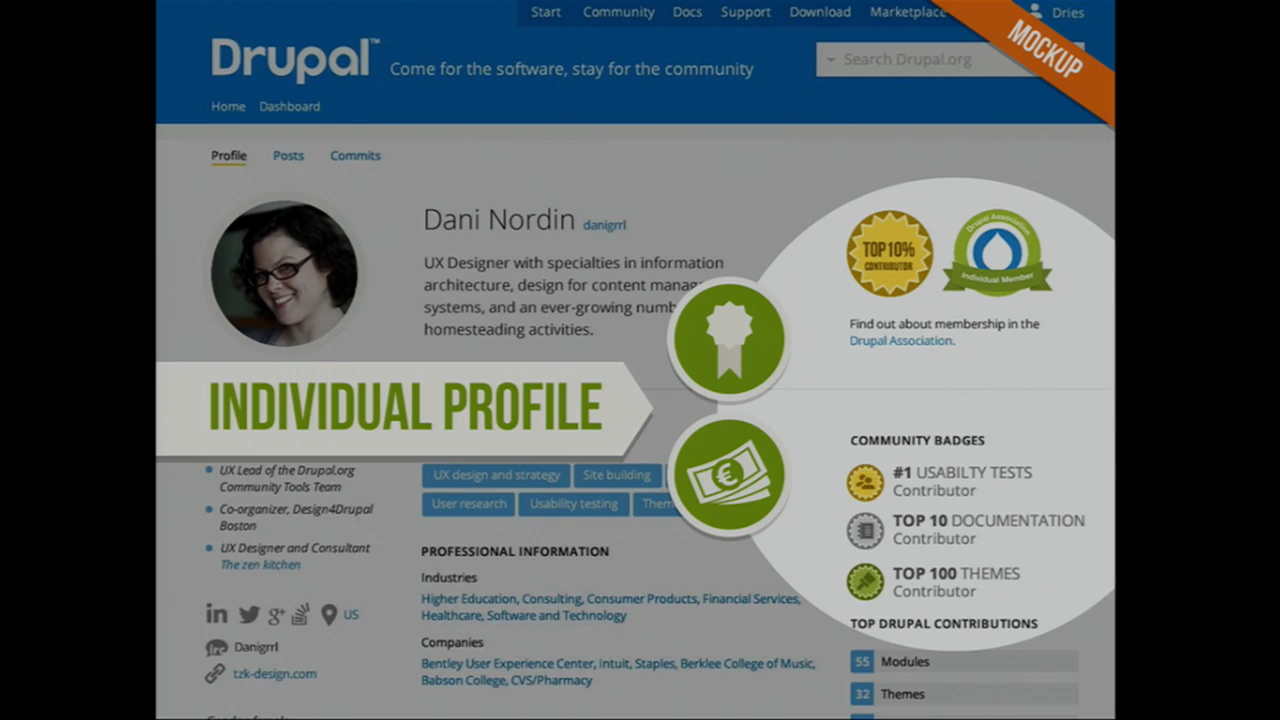 Start Community Docs Support Download Marketplace Dries
MOCKUP
Drupal™ Come for the software, stay for the community
Search Drupal.org
Home Dashboard
Profile Posts Commits
Dani Nordin danigrrl
UX Designer with specialties in information
architecture, design for content
systems, and an ever-growing
homesteading activities.
TOP 10%
CONTRIBUTOR
Drupal Association
Individual Member
Find out about membership in the
Drupal Association.
INDIVIDUAL PROFILE
UX Lead of the Drupal.org
Community Tools Team
Co-organizer, Design4Drupal
Boston
UX Designer and Consultant
The zen kitchen
US
Danigrrl
tzk-design.com
UX design and strategy Site building
User research Usability testing
PROFESSIONAL INFORMATION
Industries
Higher Education, Consulting, Consumer Products, Financial Services,
Healthcare, Software and Technology
Companies
Bentley User Experience Center, Intuit, Staples, Berklee College of Music,
Babson College, CVS/Pharmacy
COMMUNITY BADGES
#1 USABILTY TESTS
Contributor
TOP 10 DOCUMENTATION
Contributor
TOP 100 THEMES
Contributor
TOP DRUPAL CONTRIBUTIONS
55 Modules
32 Themes